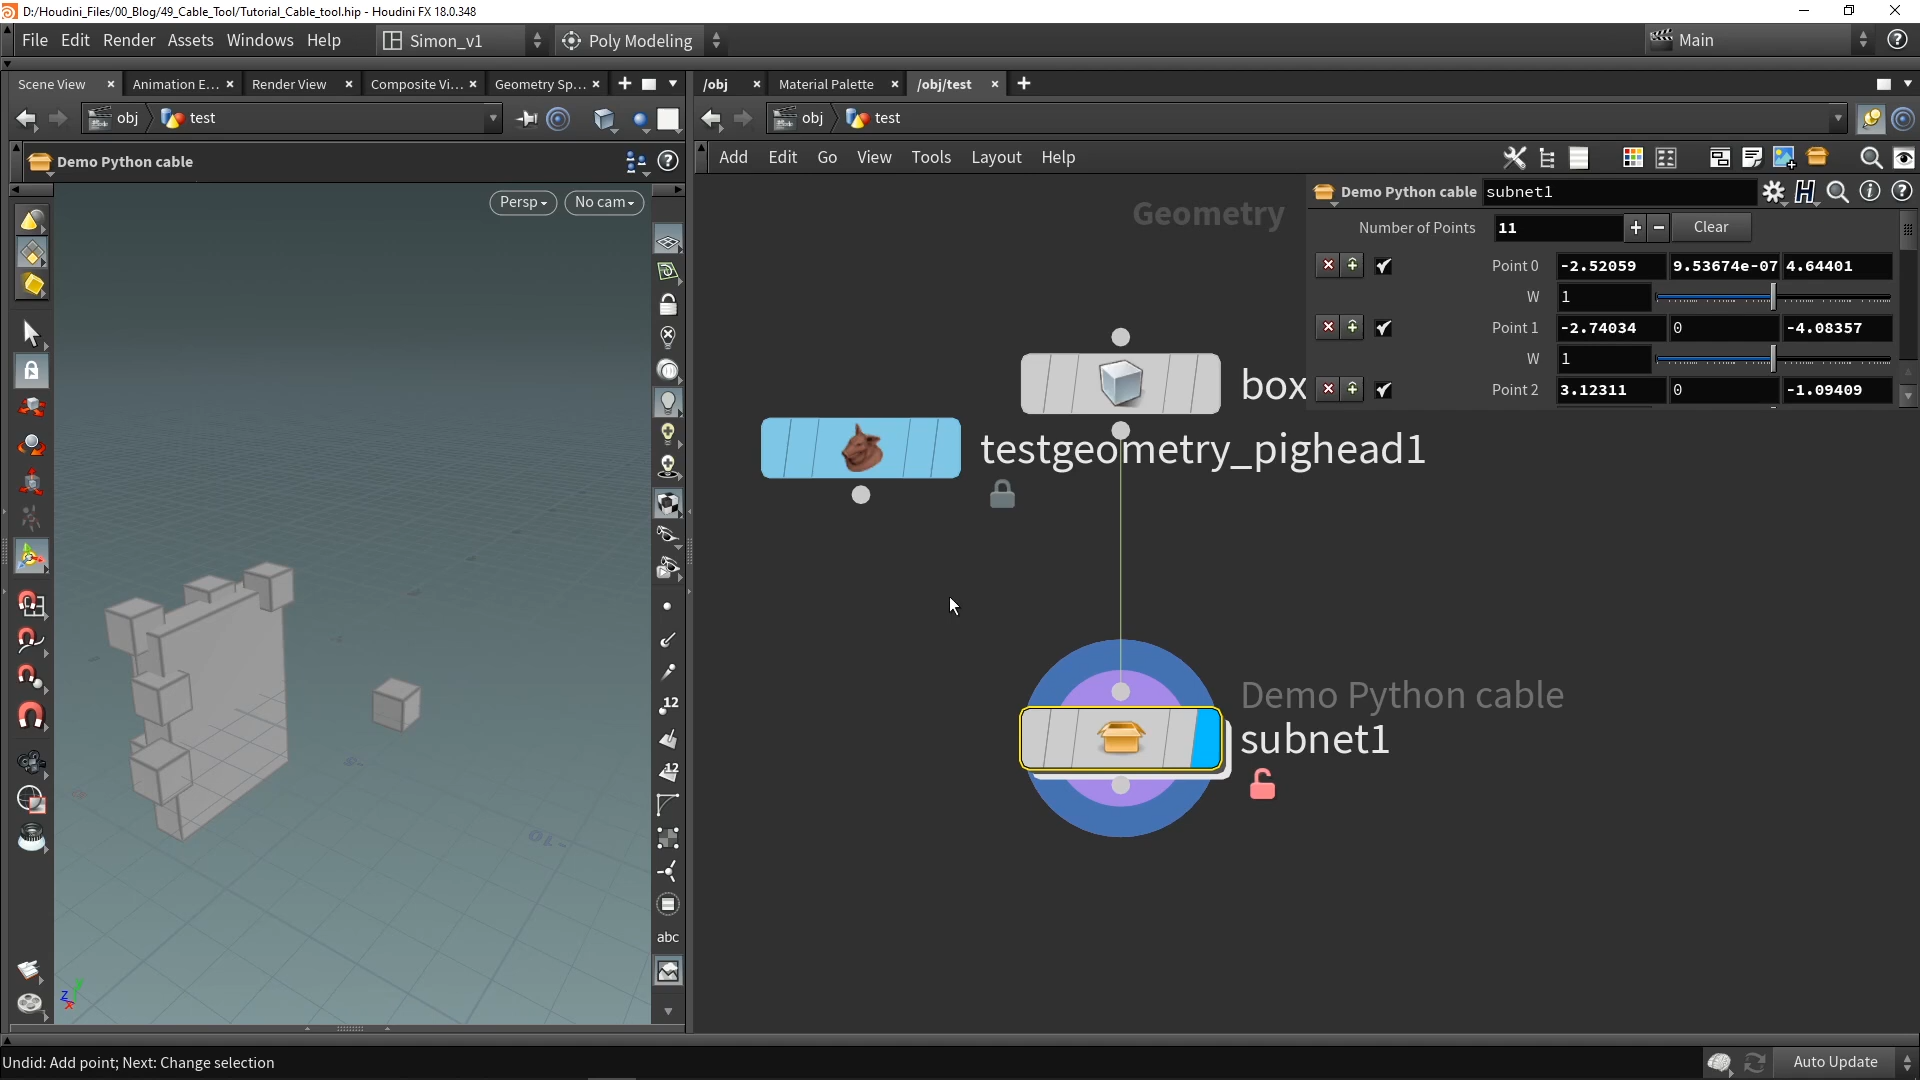 D:/Houdini_Files/00_Blog/49_Cable_Tool/Tutorial_Cable_tool.hip - Houdini FX 18.0.348
File Edit Render Assets Windows Help Simon_v1 Poly Modeling Main
Scene View Animation E... Render View Composite Vi... Geometry Sp... /obj Material Palette /obj/test
obj test obj test
Demo Python cable
Add Edit Go View Tools Layout Help
Persp No cam
Geometry
Demo Python cable subnet1
Number of Points 11 + - Clear
Point 0 -2.52059 9.53674e-07 4.64401
W 1
Point 1 -2.74034 0 -4.08357
W 1
Point 2 3.12311 0 -1.09409
box
testgeometry_pighead1
Demo Python cable
subnet1
12
12
abc
-10
z y x
Undid: Add point; Next: Change selection Auto Update